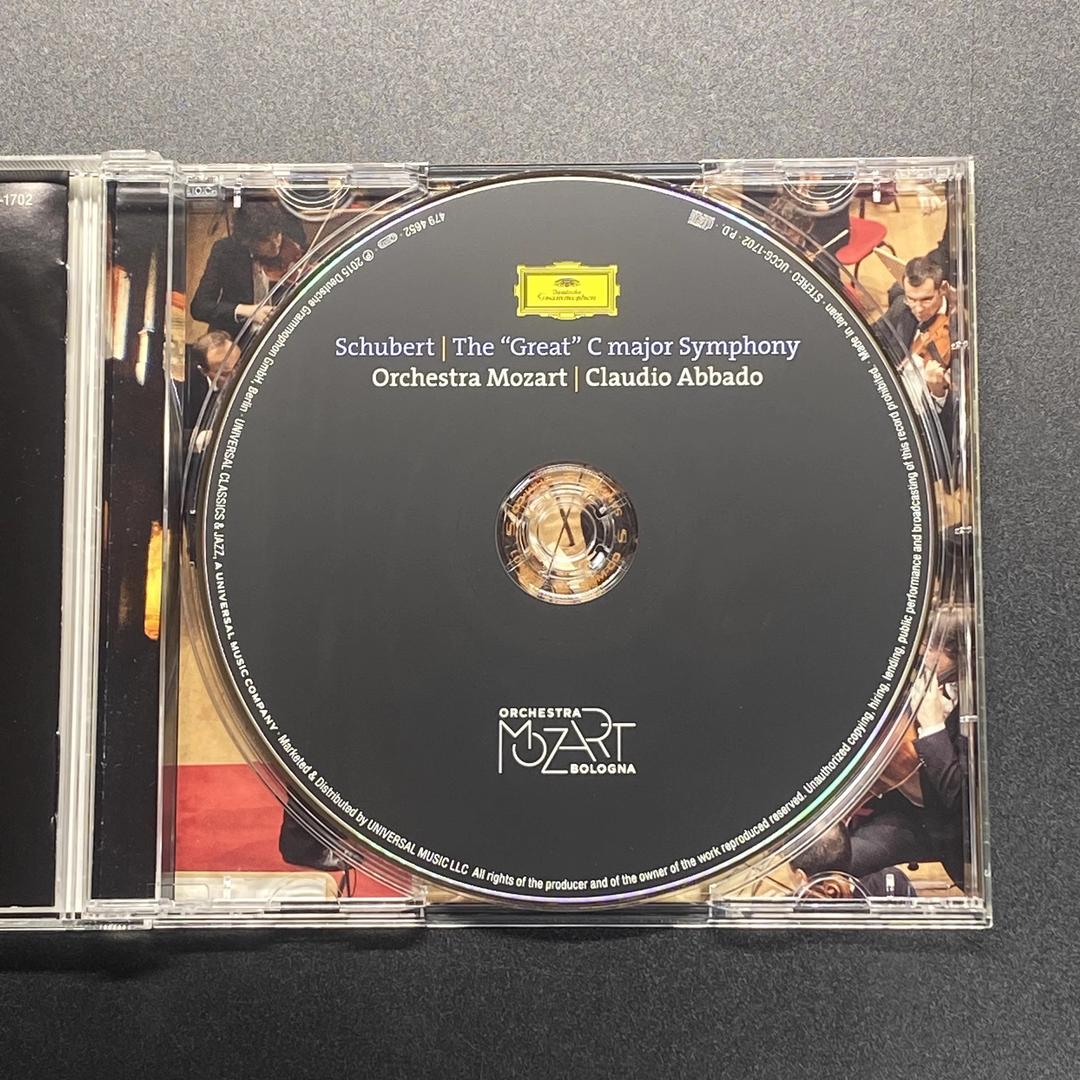 -1702
Deutsche
Grammophon
Schubert | The “Great” C major Symphony
Orchestra Mozart | Claudio Abbado
ORCHESTRA
MOZART
BOLOGNA
479 4652 · ℗ 2015 Deutsche Grammophon GmbH, Berlin · UNIVERSAL CLASSICS & JAZZ, A UNIVERSAL MUSIC COMPANY · Marketed & Distributed by UNIVERSAL MUSIC LLC All rights of the producer and of the owner of the work reproduced reserved. Unauthorized copying, hiring, lending, public performance and broadcasting of this record prohibited. Made in Japan · STEREO · UCCG-1702 · P.D. ·